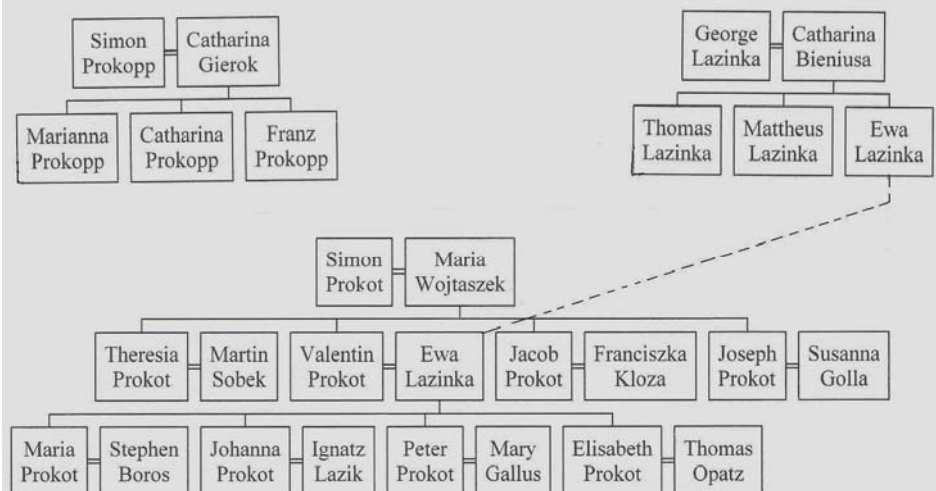 Simon
Prokopp
Catharina
Gierok
George
Lazinka
Catharina
Bieniusa
Marianna
Prokopp
Catharina
Prokopp
Franz
Prokopp
Thomas
Lazinka
Mattheus
Lazinka
Ewa
Lazinka
Simon
Prokot
Maria
Wojtaszek
Theresia
Prokot
Martin
Sobek
Valentin
Prokot
Ewa
Lazinka
Jacob
Prokot
Franciszka
Kloza
Joseph
Prokot
Susanna
Golla
Maria
Prokot
Stephen
Boros
Johanna
Prokot
Ignatz
Lazik
Peter
Prokot
Mary
Gallus
Elisabeth
Prokot
Thomas
Opatz